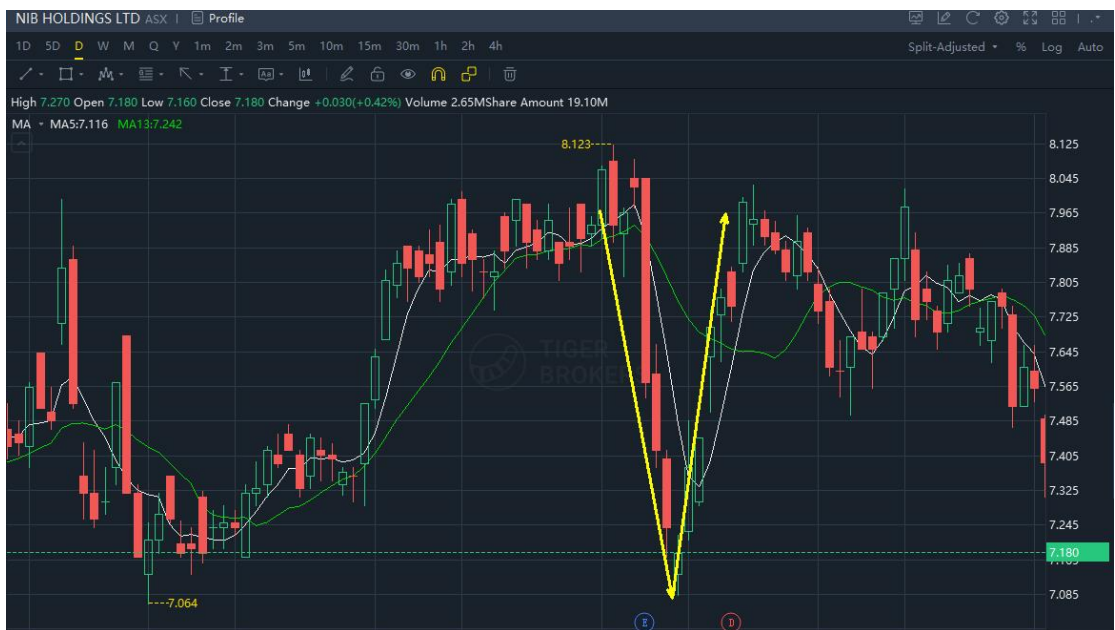 NIB HOLDINGS LTD ASX Profile
1D 5D D W M Q Y 1m 2m 3m 5m 10m 15m 30m 1h 2h 4h Split-Adjusted % Log Auto
Aa
High 7.270 Open 7.180 Low 7.160 Close 7.180 Change +0.030(+0.42%) Volume 2.65MShare Amount 19.10M
MA MA5:7.116 MA13:7.242
8.123
8.125
8.045
7.965
7.885
7.805
7.725
TIGER
7.645
BROKE
7.565
7.485
7.405
7.325
7.245
7.180
7.085
7.064
E D